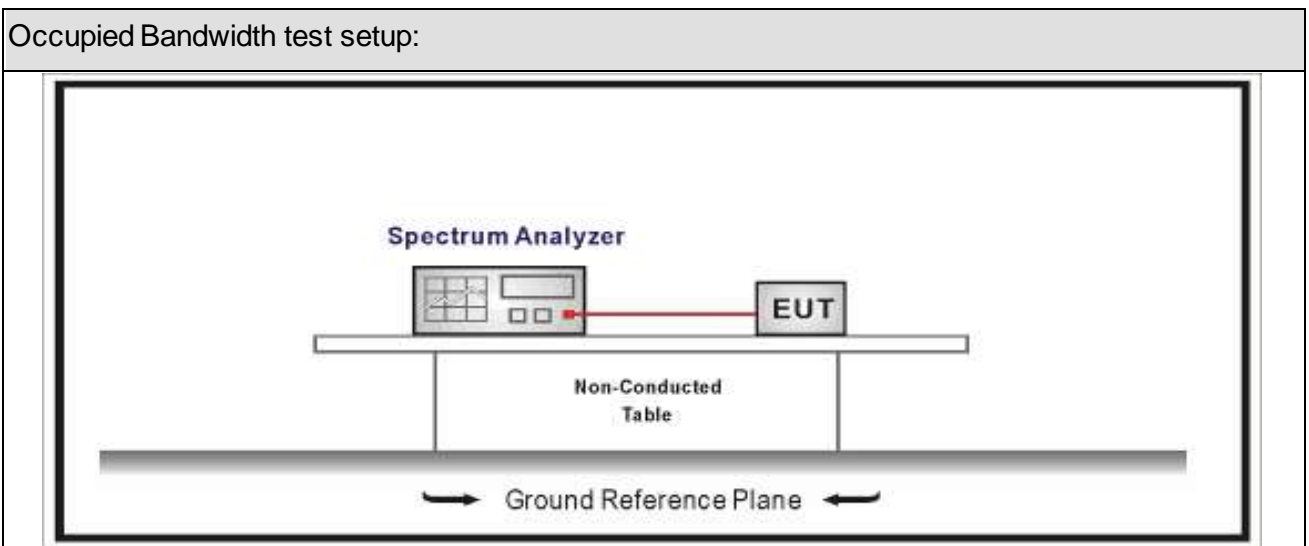 Occupied Bandwidth test setup:
Spectrum Analyzer
EUT
Non-Conducted
Table
Ground Reference Plane